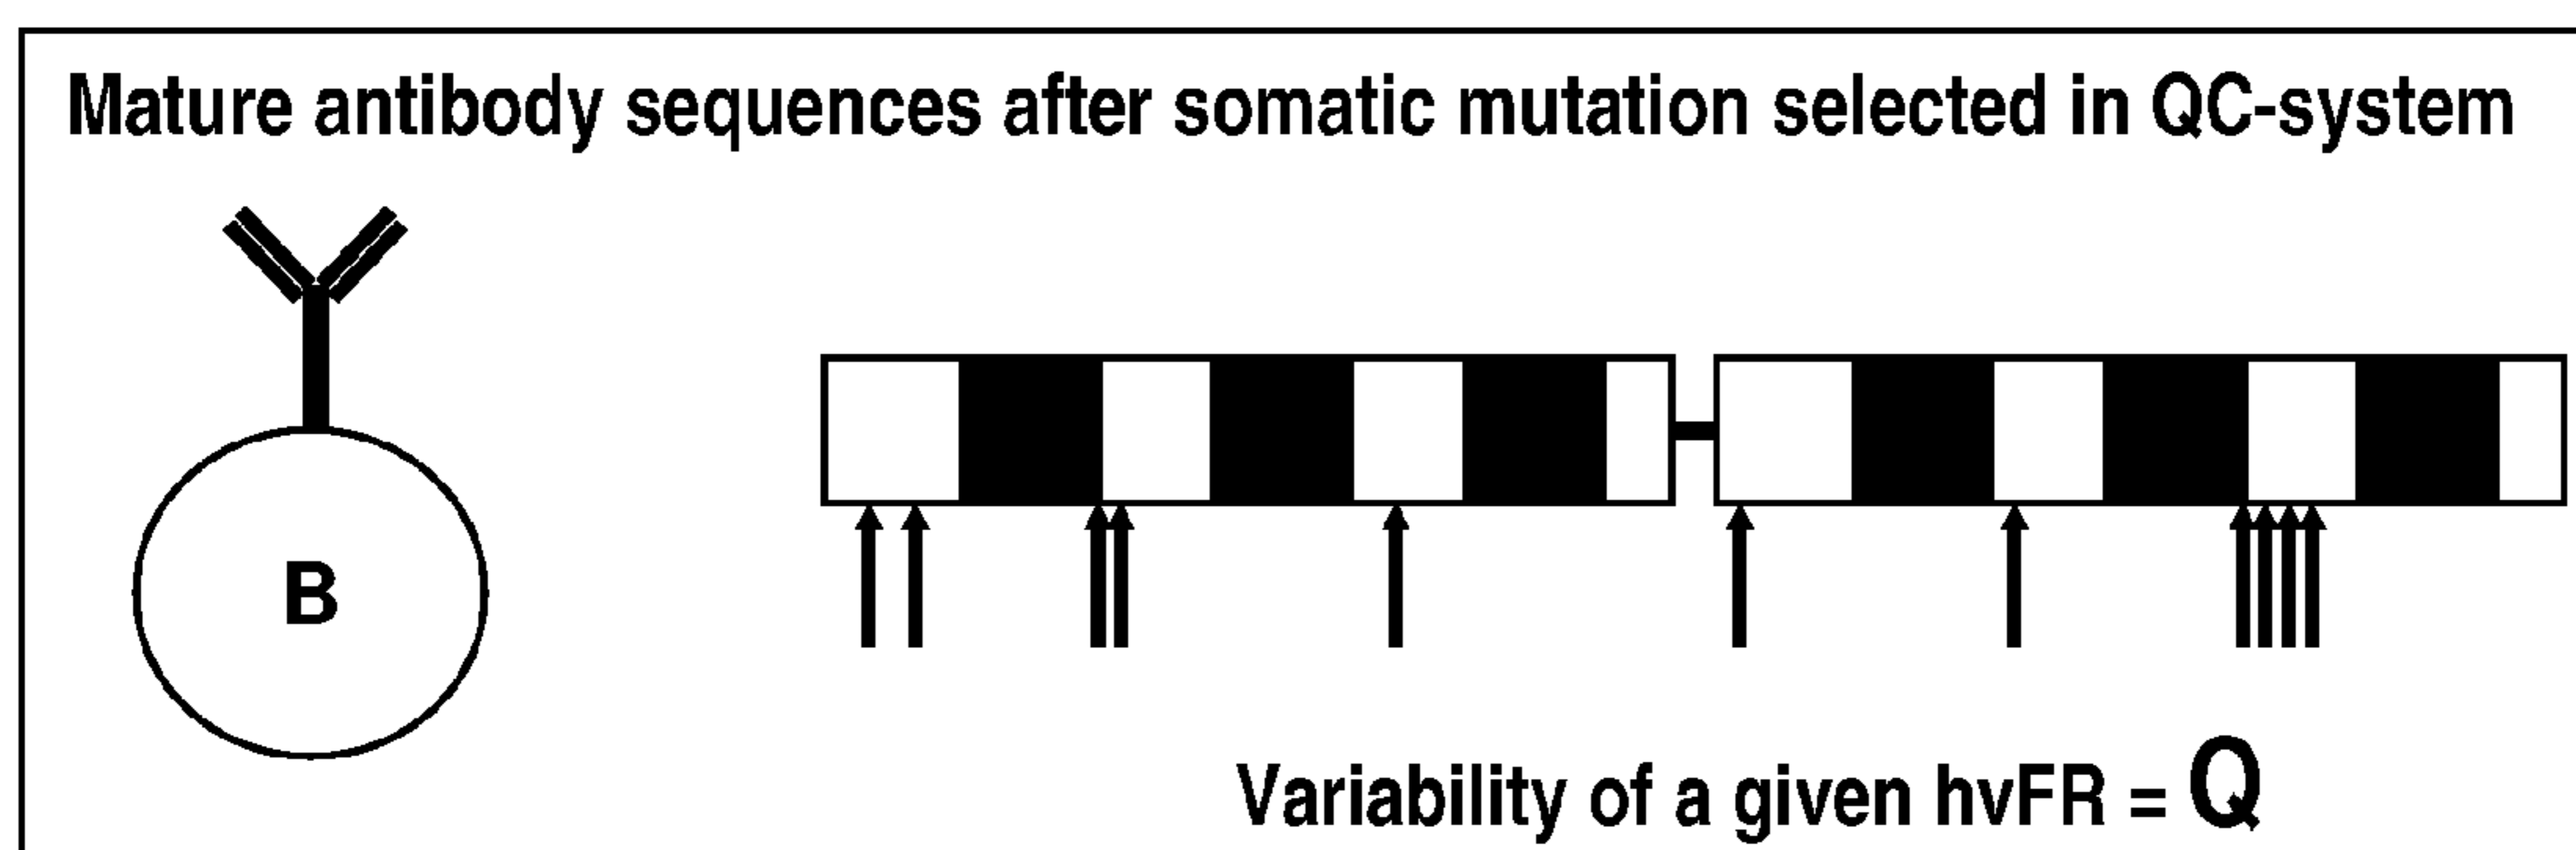 Mature antibody sequences after somatic mutation selected in QC-system
B
Variability of a given hvFR = Q